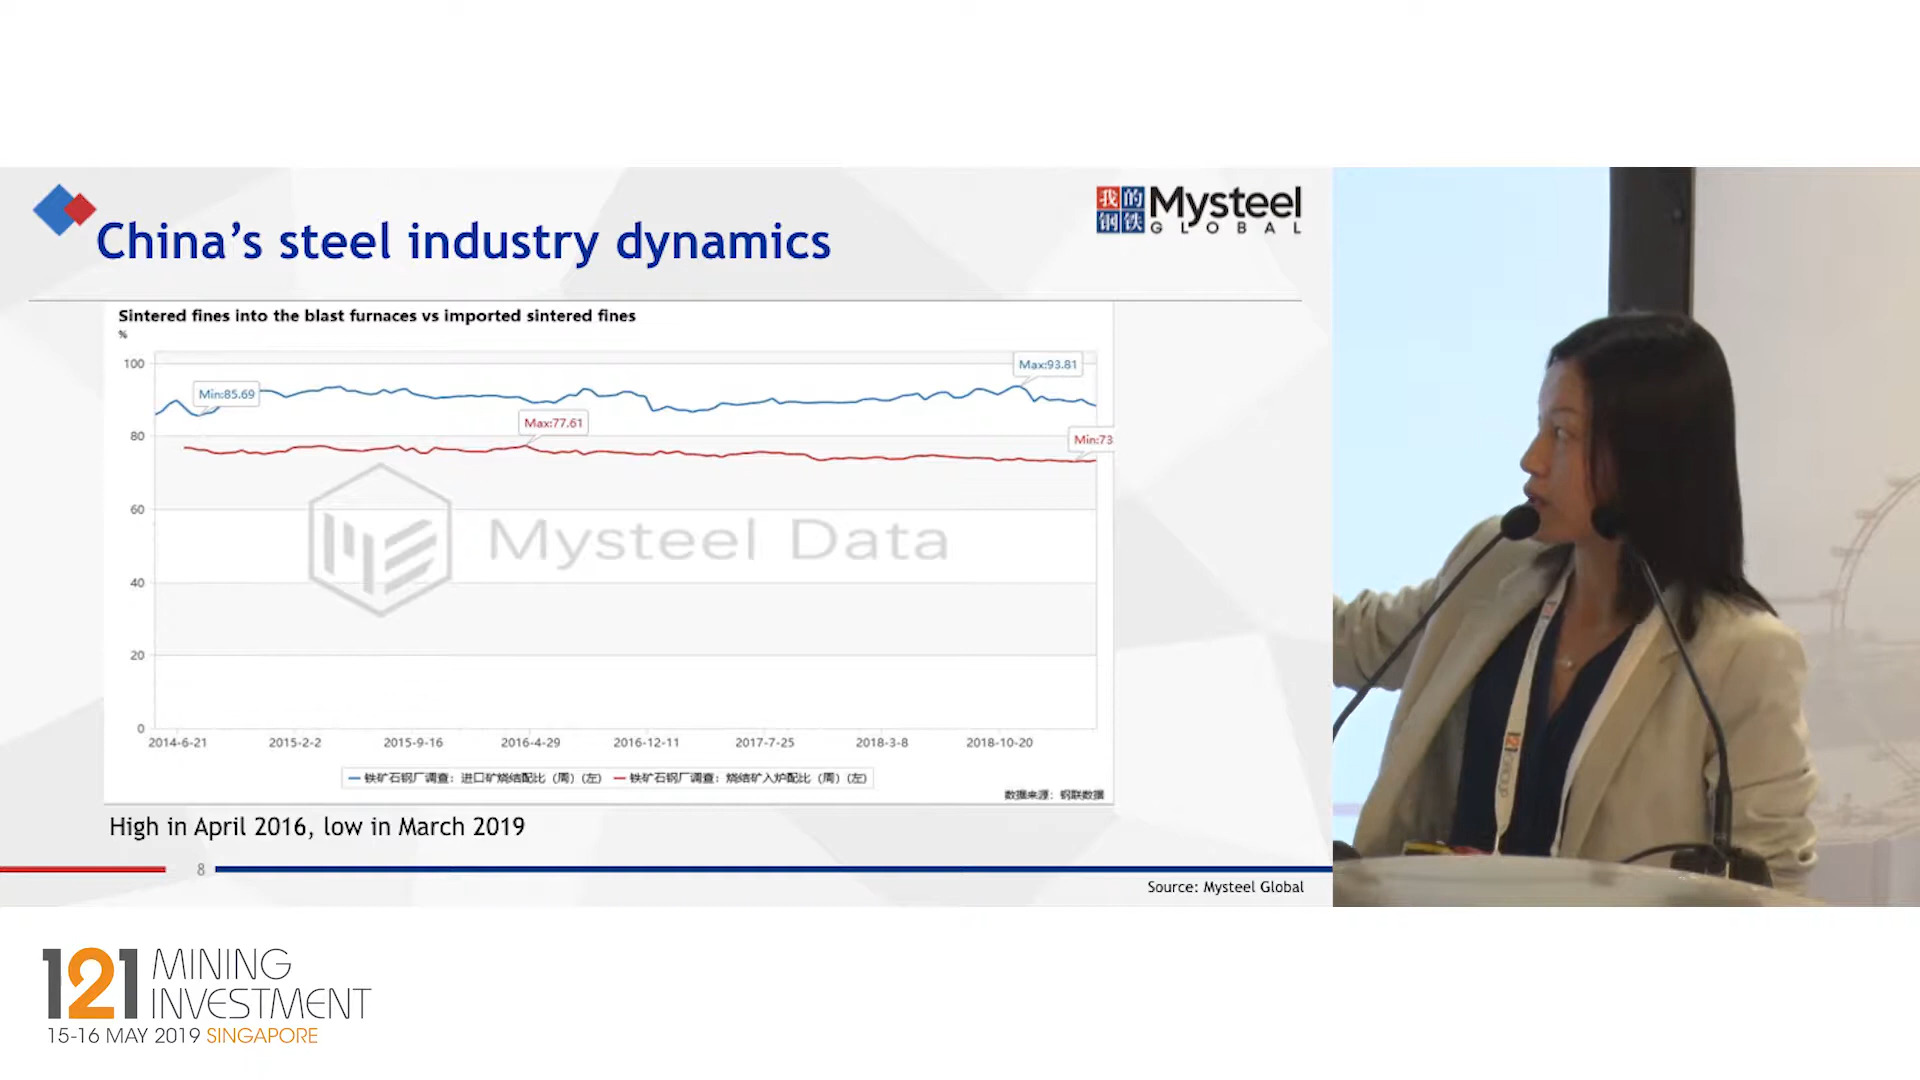 China's steel industry dynamics
我的
钢铁
Mysteel
GLOBAL
Sintered fines into the blast furnaces vs imported sintered fines
%
100
80
60
40
20
0
Min:85.69
Max:93.81
Max:77.61
Min:73
Mysteel Data
2014-6-21 2015-2-2 2015-9-16 2016-4-29 2016-12-11 2017-7-25 2018-3-8 2018-10-20
铁矿石钢厂调查：进口矿烧结配比（周）（左） 铁矿石钢厂调查：烧结矿入炉配比（周）（左）
数据来源：钢联数据
High in April 2016, low in March 2019
8
Source: Mysteel Global
121 MINING
INVESTMENT
15-16 MAY 2019 SINGAPORE